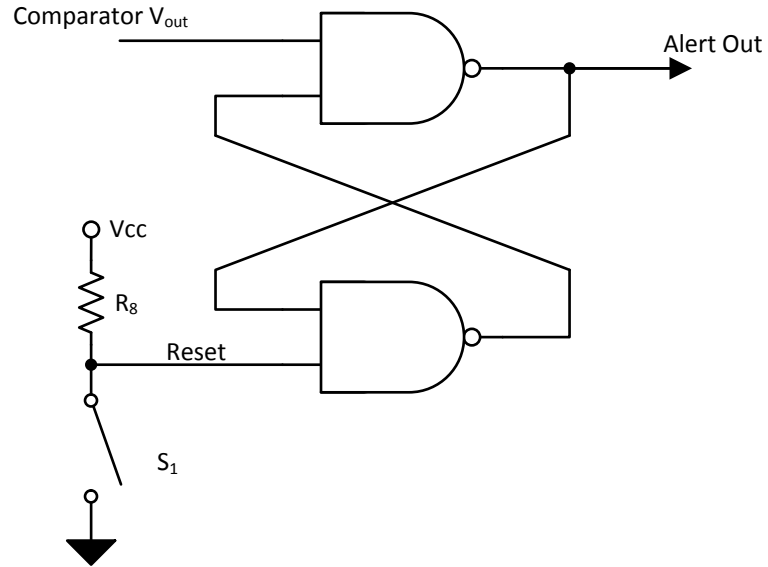 Comparator Vout
Alert Out
Vcc
R8
Reset
S1